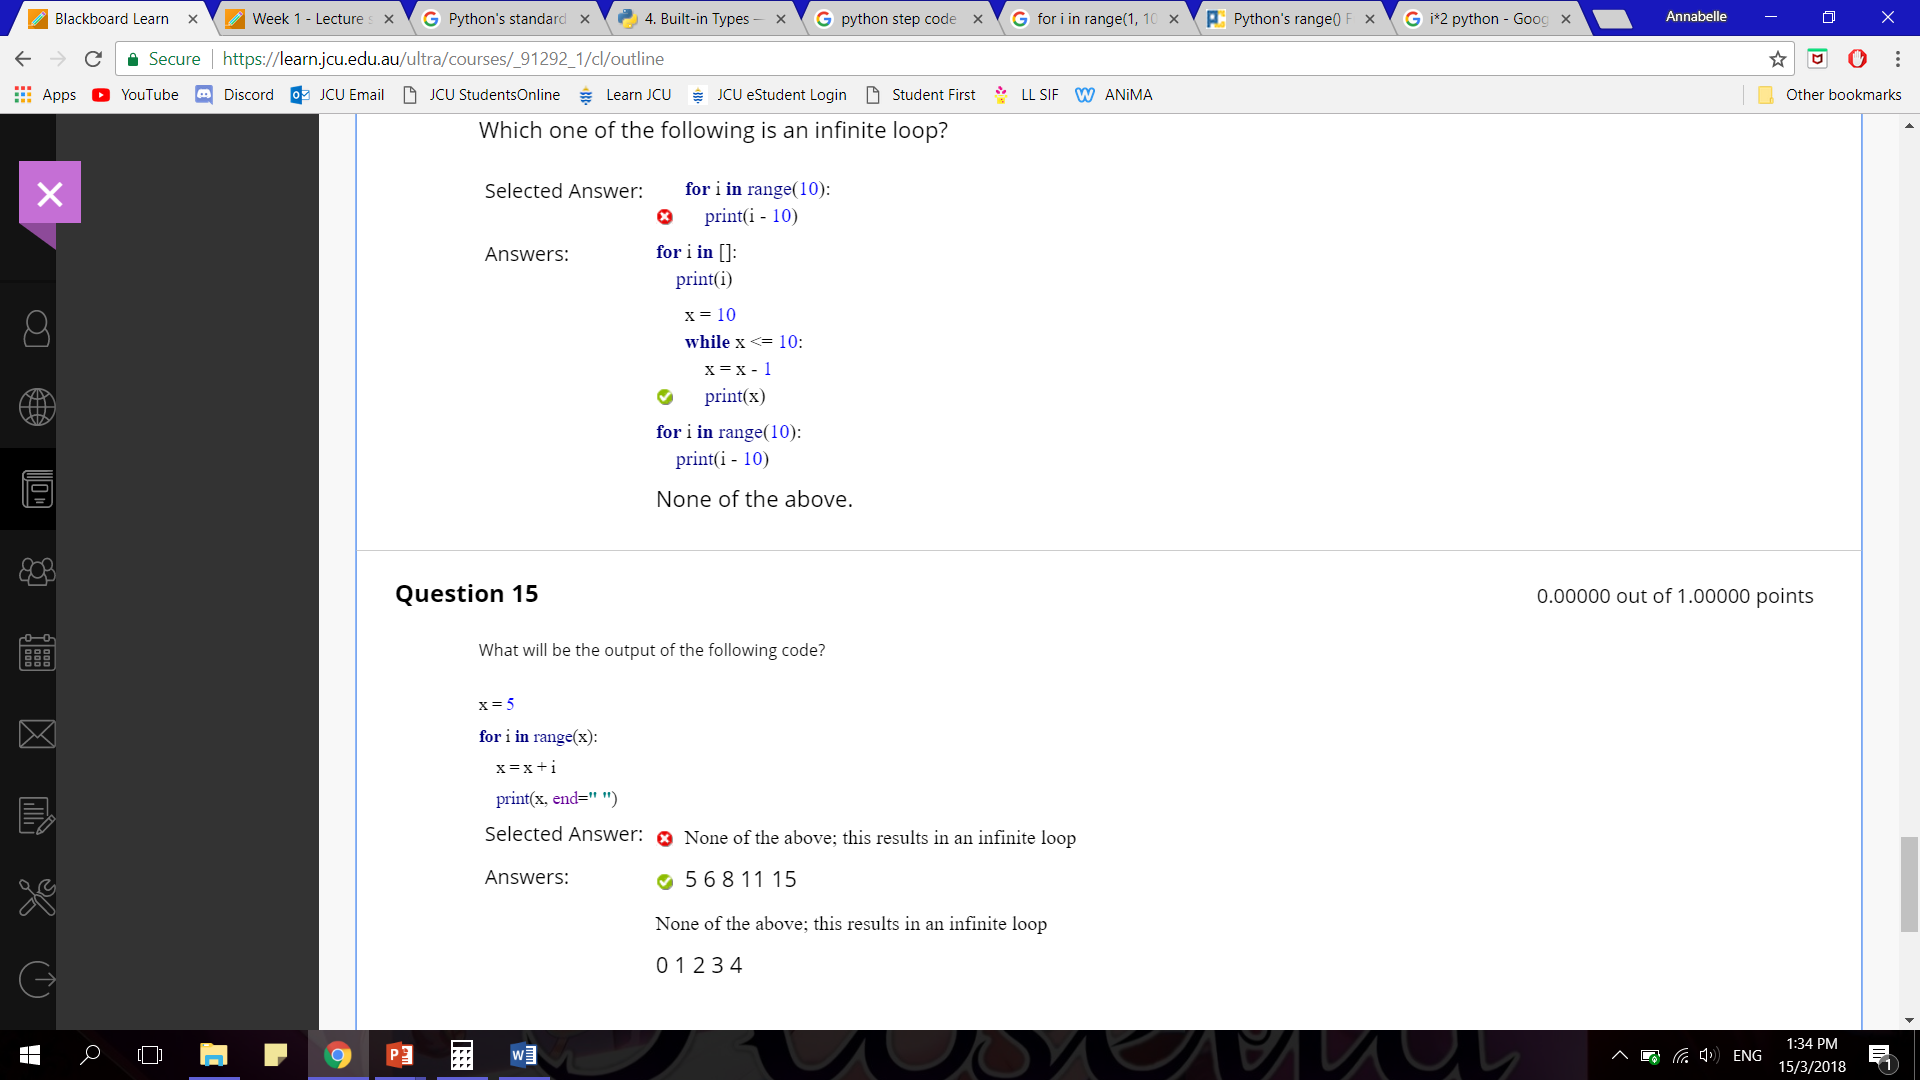 Blackboard Learn
Week 1 - Lecture s
Python's standard
4. Built-in Types —
python step code
for i in range(1, 10
Python's range() F
i*2 python - Goog
Annabelle
Secure
https://learn.jcu.edu.au/ultra/courses/_91292_1/cl/outline
Apps
YouTube
Discord
JCU Email
JCU StudentsOnline
Learn JCU
JCU eStudent Login
Student First
LL SIF
ANiMA
Other bookmarks
Which one of the following is an infinite loop?
Selected Answer:
for i in range(10):
print(i - 10)
Answers:
for i in []:
print(i)
x = 10
while x <= 10:
x = x - 1
print(x)
for i in range(10):
print(i - 10)
None of the above.
Question 15
0.00000 out of 1.00000 points
What will be the output of the following code?
x = 5
for i in range(x):
x = x + i
print(x, end=" ")
Selected Answer:
None of the above; this results in an infinite loop
Answers:
5 6 8 11 15
None of the above; this results in an infinite loop
0 1 2 3 4
ENG
1:34 PM
15/3/2018
1